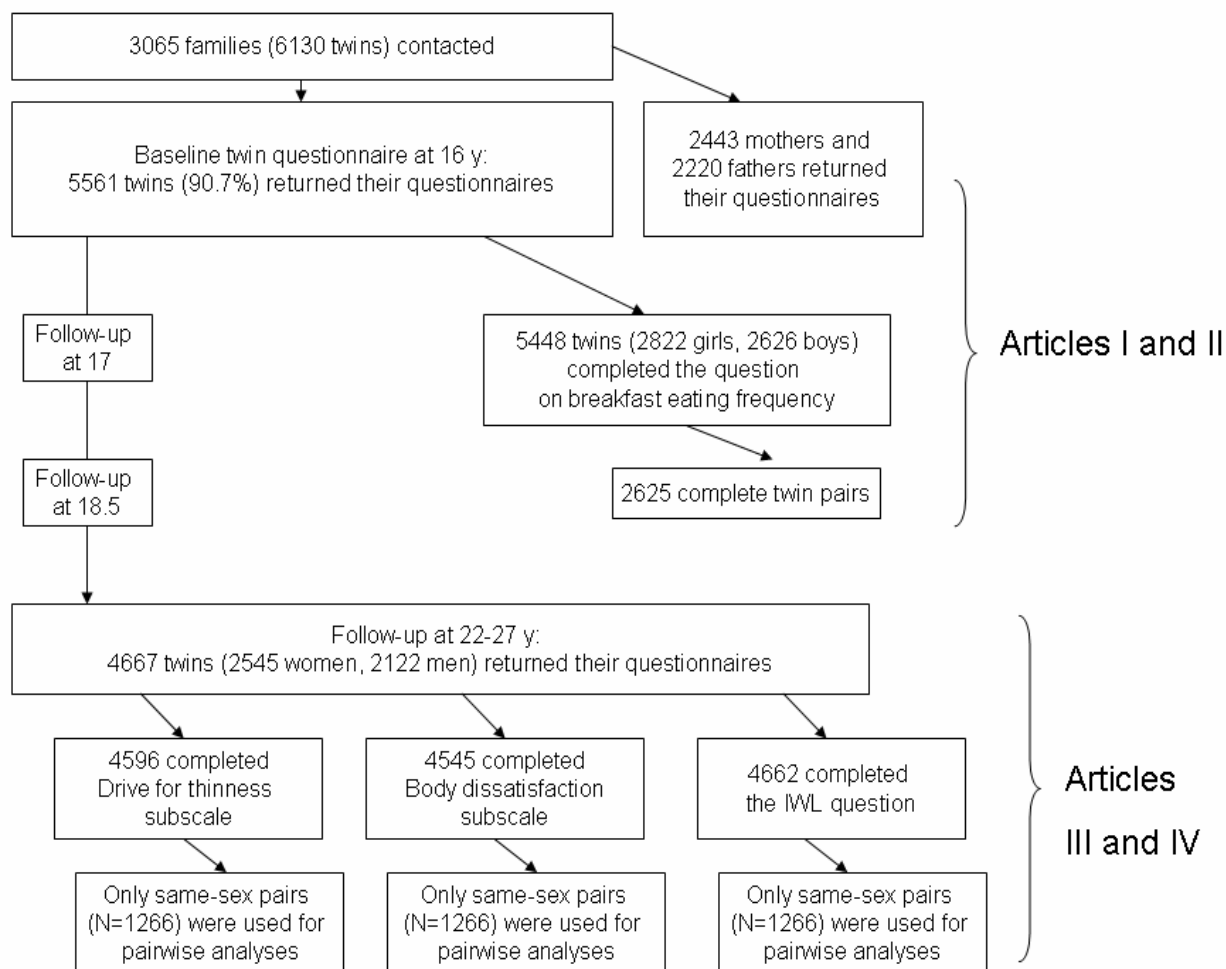 3065 families (6130 twins) contacted
Baseline twin questionnaire at 16 y:
5561 twins (90.7%) returned their questionnaires
2443 mothers and
2220 fathers returned
their questionnaires
Follow-up
at 17
5448 twins (2822 girls, 2626 boys)
completed the question
on breakfast eating frequency
Articles I and II
Follow-up
at 18.5
2625 complete twin pairs
Follow-up at 22-27 y:
4667 twins (2545 women, 2122 men) returned their questionnaires
4596 completed
Drive for thinness
subscale
4545 completed
Body dissatisfaction
subscale
4662 completed
the IWL question
Articles
III and IV
Only same-sex pairs
(N=1266) were used for
pairwise analyses
Only same-sex pairs
(N=1266) were used for
pairwise analyses
Only same-sex pairs
(N=1266) were used for
pairwise analyses